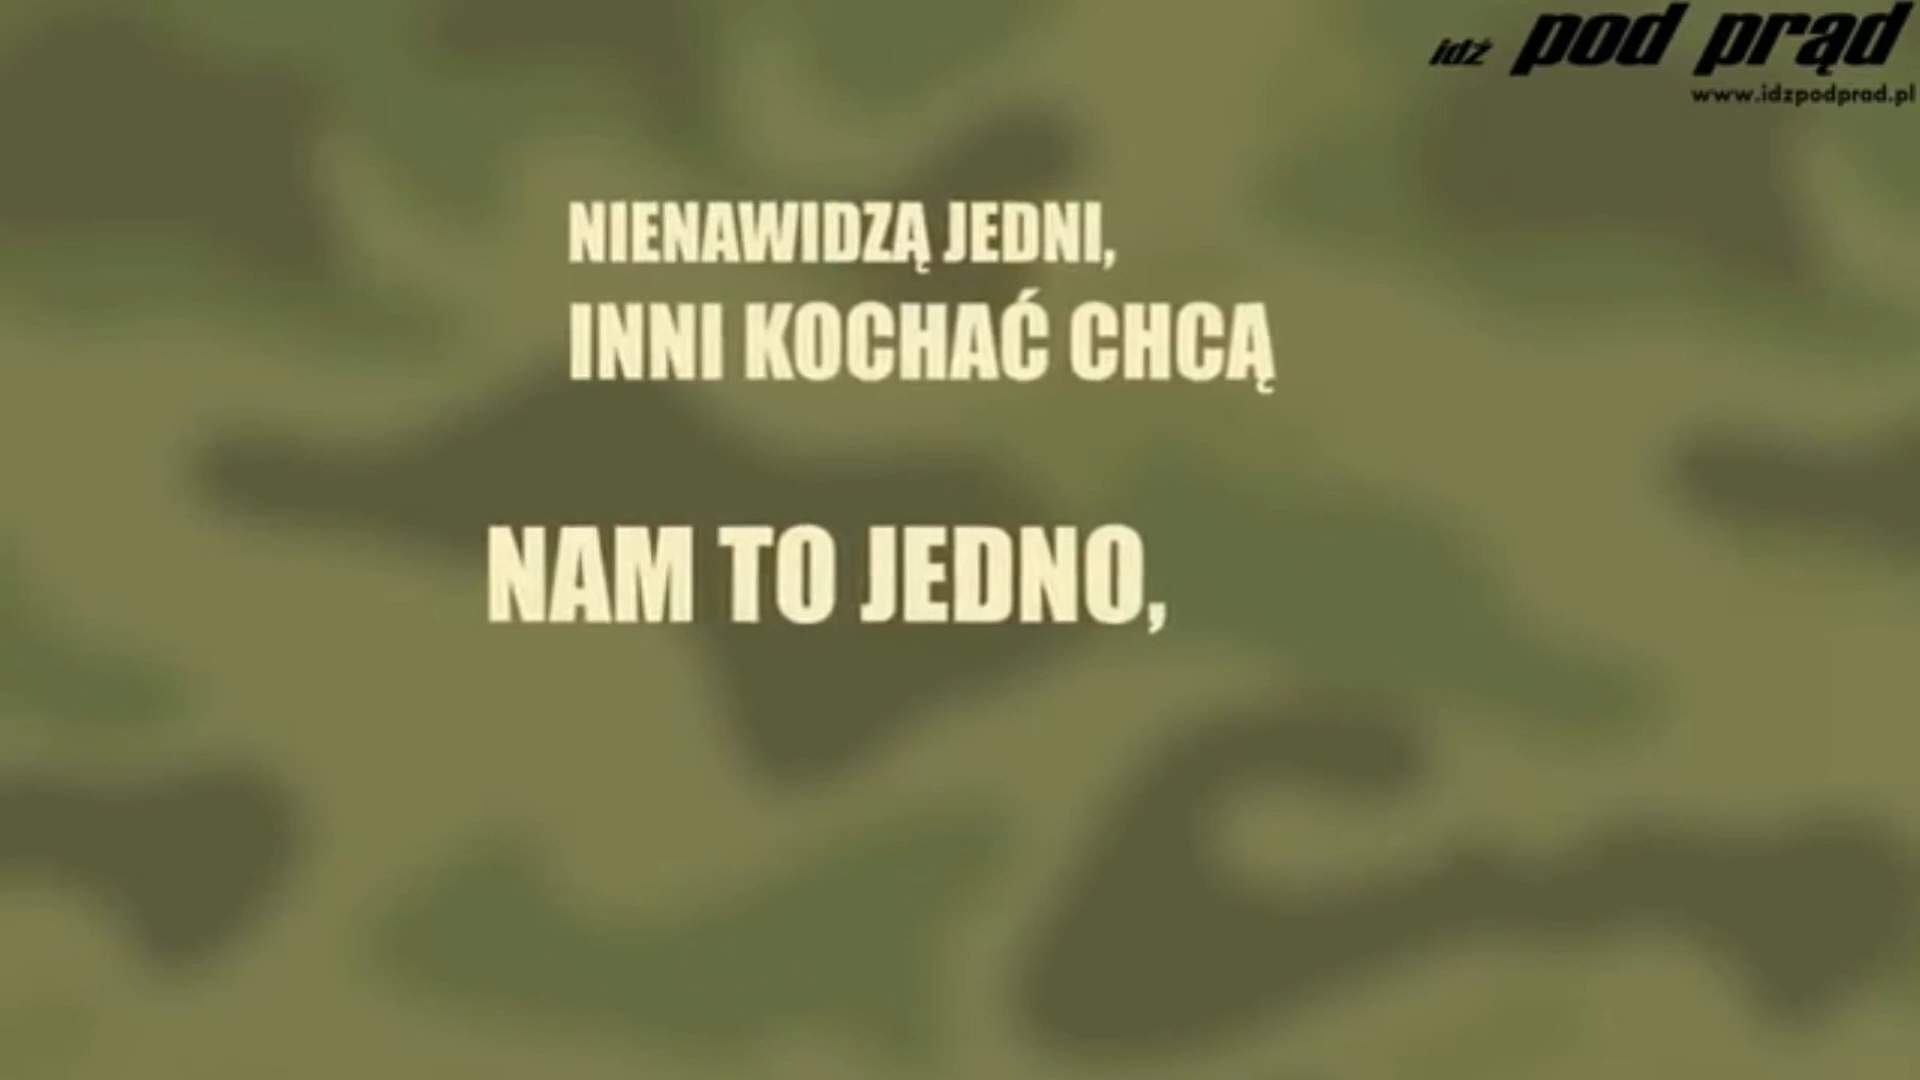 idź pod prąd
www.idzpodprad.pl
NIENAWIDZĄ JEDNI,
INNI KOCHAĆ CHCĄ
NAM TO JEDNO,